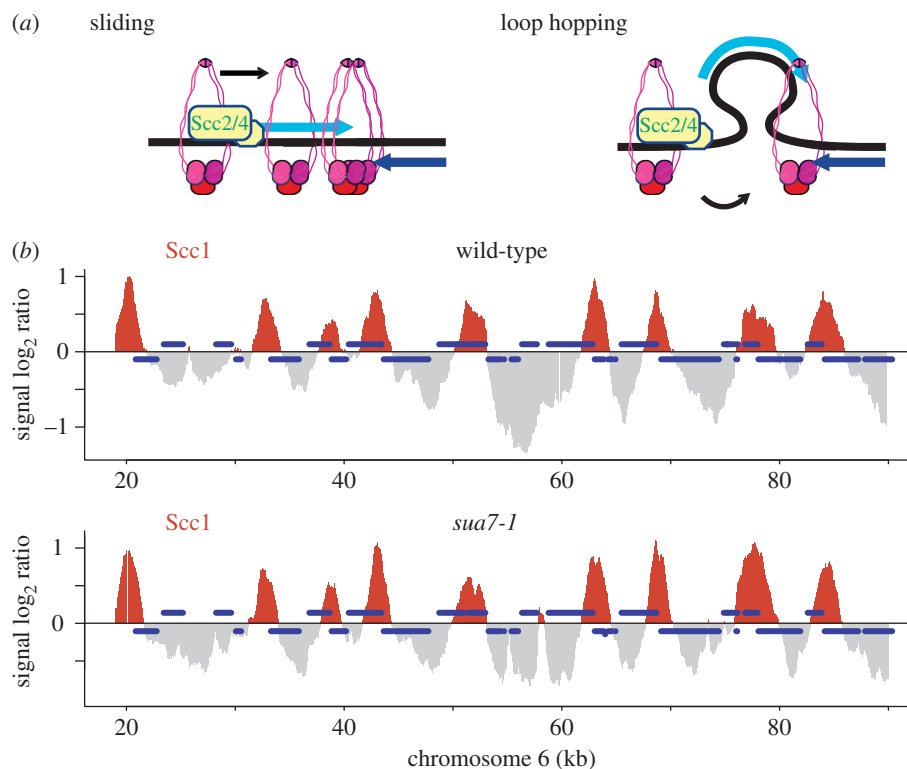 (a) sliding loop hopping
Scc2/4 Scc2/4
(b) Scc1 wild-type
signal log2 ratio
1
0
−1
20 40 60 80
Scc1 sua7-1
signal log2 ratio
1
0
20 40 60 80
chromosome 6 (kb)